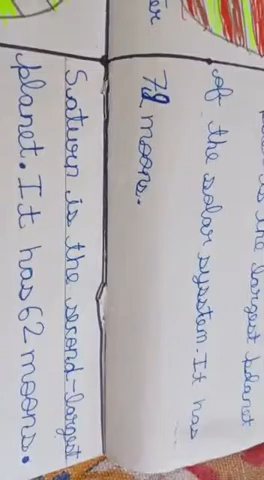 is the largest planet
of the solar system. It has
moons.
Saturn is the second-largest
planet. It has 62 moons.